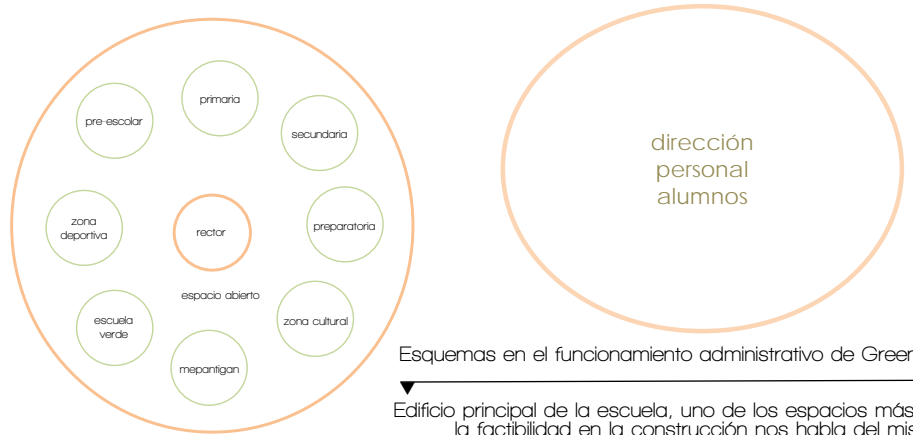 primaria
pre-escolar
secundaria
zona
deportiva
rector
preparatoria
espacio abierto
escuela
verde
zona cultural
mepantigan
dirección
personal
alumnos
Esquemas en el funcionamiento administrativo de Green
Edificio principal de la escuela, uno de los espacios más
la factibilidad en la construcción nos habla del mis